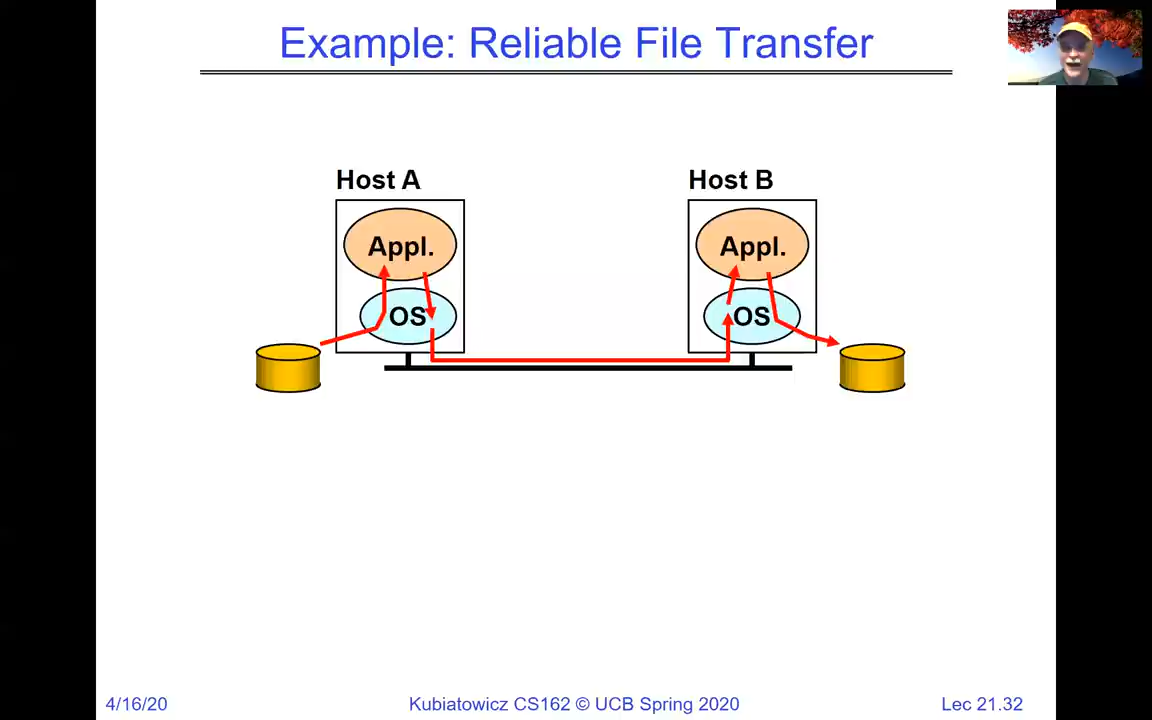 Example: Reliable File Transfer
Host A
Host B
Appl.
Appl.
OS
OS
4/16/20
Kubiatowicz CS162 © UCB Spring 2020
Lec 21.32